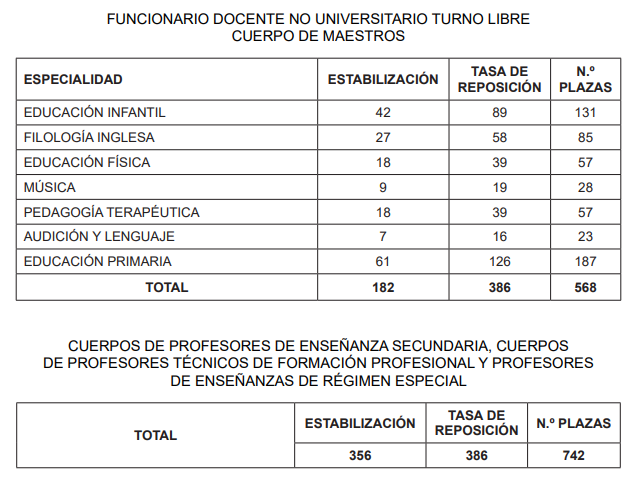 FUNCIONARIO DOCENTE NO UNIVERSITARIO TURNO LIBRE
CUERPO DE MAESTROS
ESPECIALIDAD ESTABILIZACIÓN TASA DE REPOSICIÓN N.º PLAZAS
EDUCACIÓN INFANTIL 42 89 131
FILOLOGÍA INGLESA 27 58 85
EDUCACIÓN FÍSICA 18 39 57
MÚSICA 9 19 28
PEDAGOGÍA TERAPÉUTICA 18 39 57
AUDICIÓN Y LENGUAJE 7 16 23
EDUCACIÓN PRIMARIA 61 126 187
TOTAL 182 386 568
CUERPOS DE PROFESORES DE ENSEÑANZA SECUNDARIA, CUERPOS
DE PROFESORES TÉCNICOS DE FORMACIÓN PROFESIONAL Y PROFESORES
DE ENSEÑANZAS DE RÉGIMEN ESPECIAL
TOTAL ESTABILIZACIÓN TASA DE REPOSICIÓN N.º PLAZAS
356 386 742